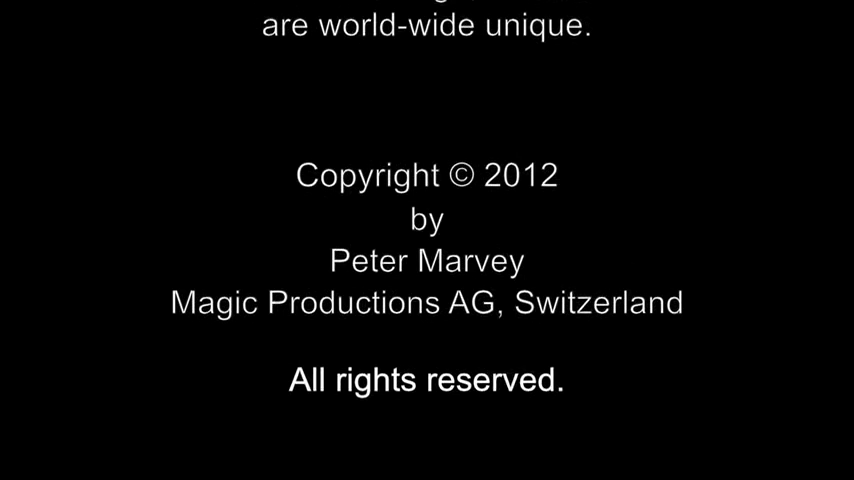 are world-wide unique.
Copyright © 2012
by
Peter Marvey
Magic Productions AG, Switzerland
All rights reserved.